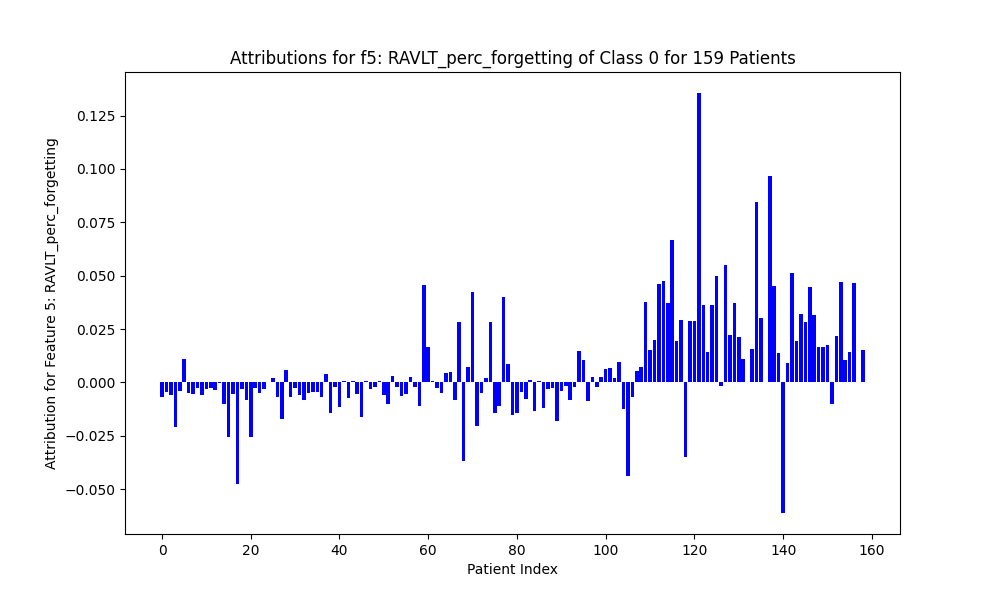 Attributions for f5: RAVLT_perc_forgetting of Class 0 for 159 Patients
Attribution for Feature 5: RAVLT_perc_forgetting
0.125
0.100
0.075
0.050
0.025
0.000
−0.025
−0.050
0 20 40 60 80 100 120 140 160
Patient Index